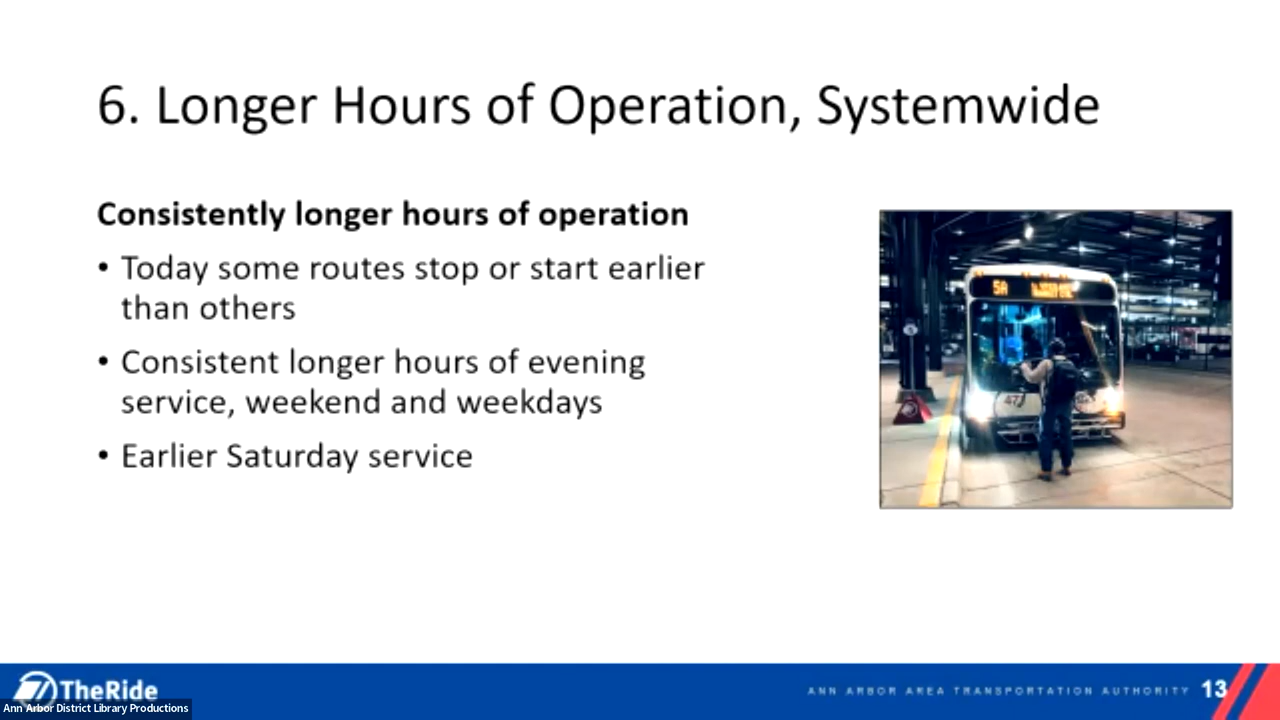 6. Longer Hours of Operation, Systemwide
Consistently longer hours of operation
• Today some routes stop or start earlier
than others
• Consistent longer hours of evening
service, weekend and weekdays
• Earlier Saturday service
5A
47
TheRide
ANN ARBOR AREA TRANSPORTATION AUTHORITY 13
Ann Arbor District Library Productions